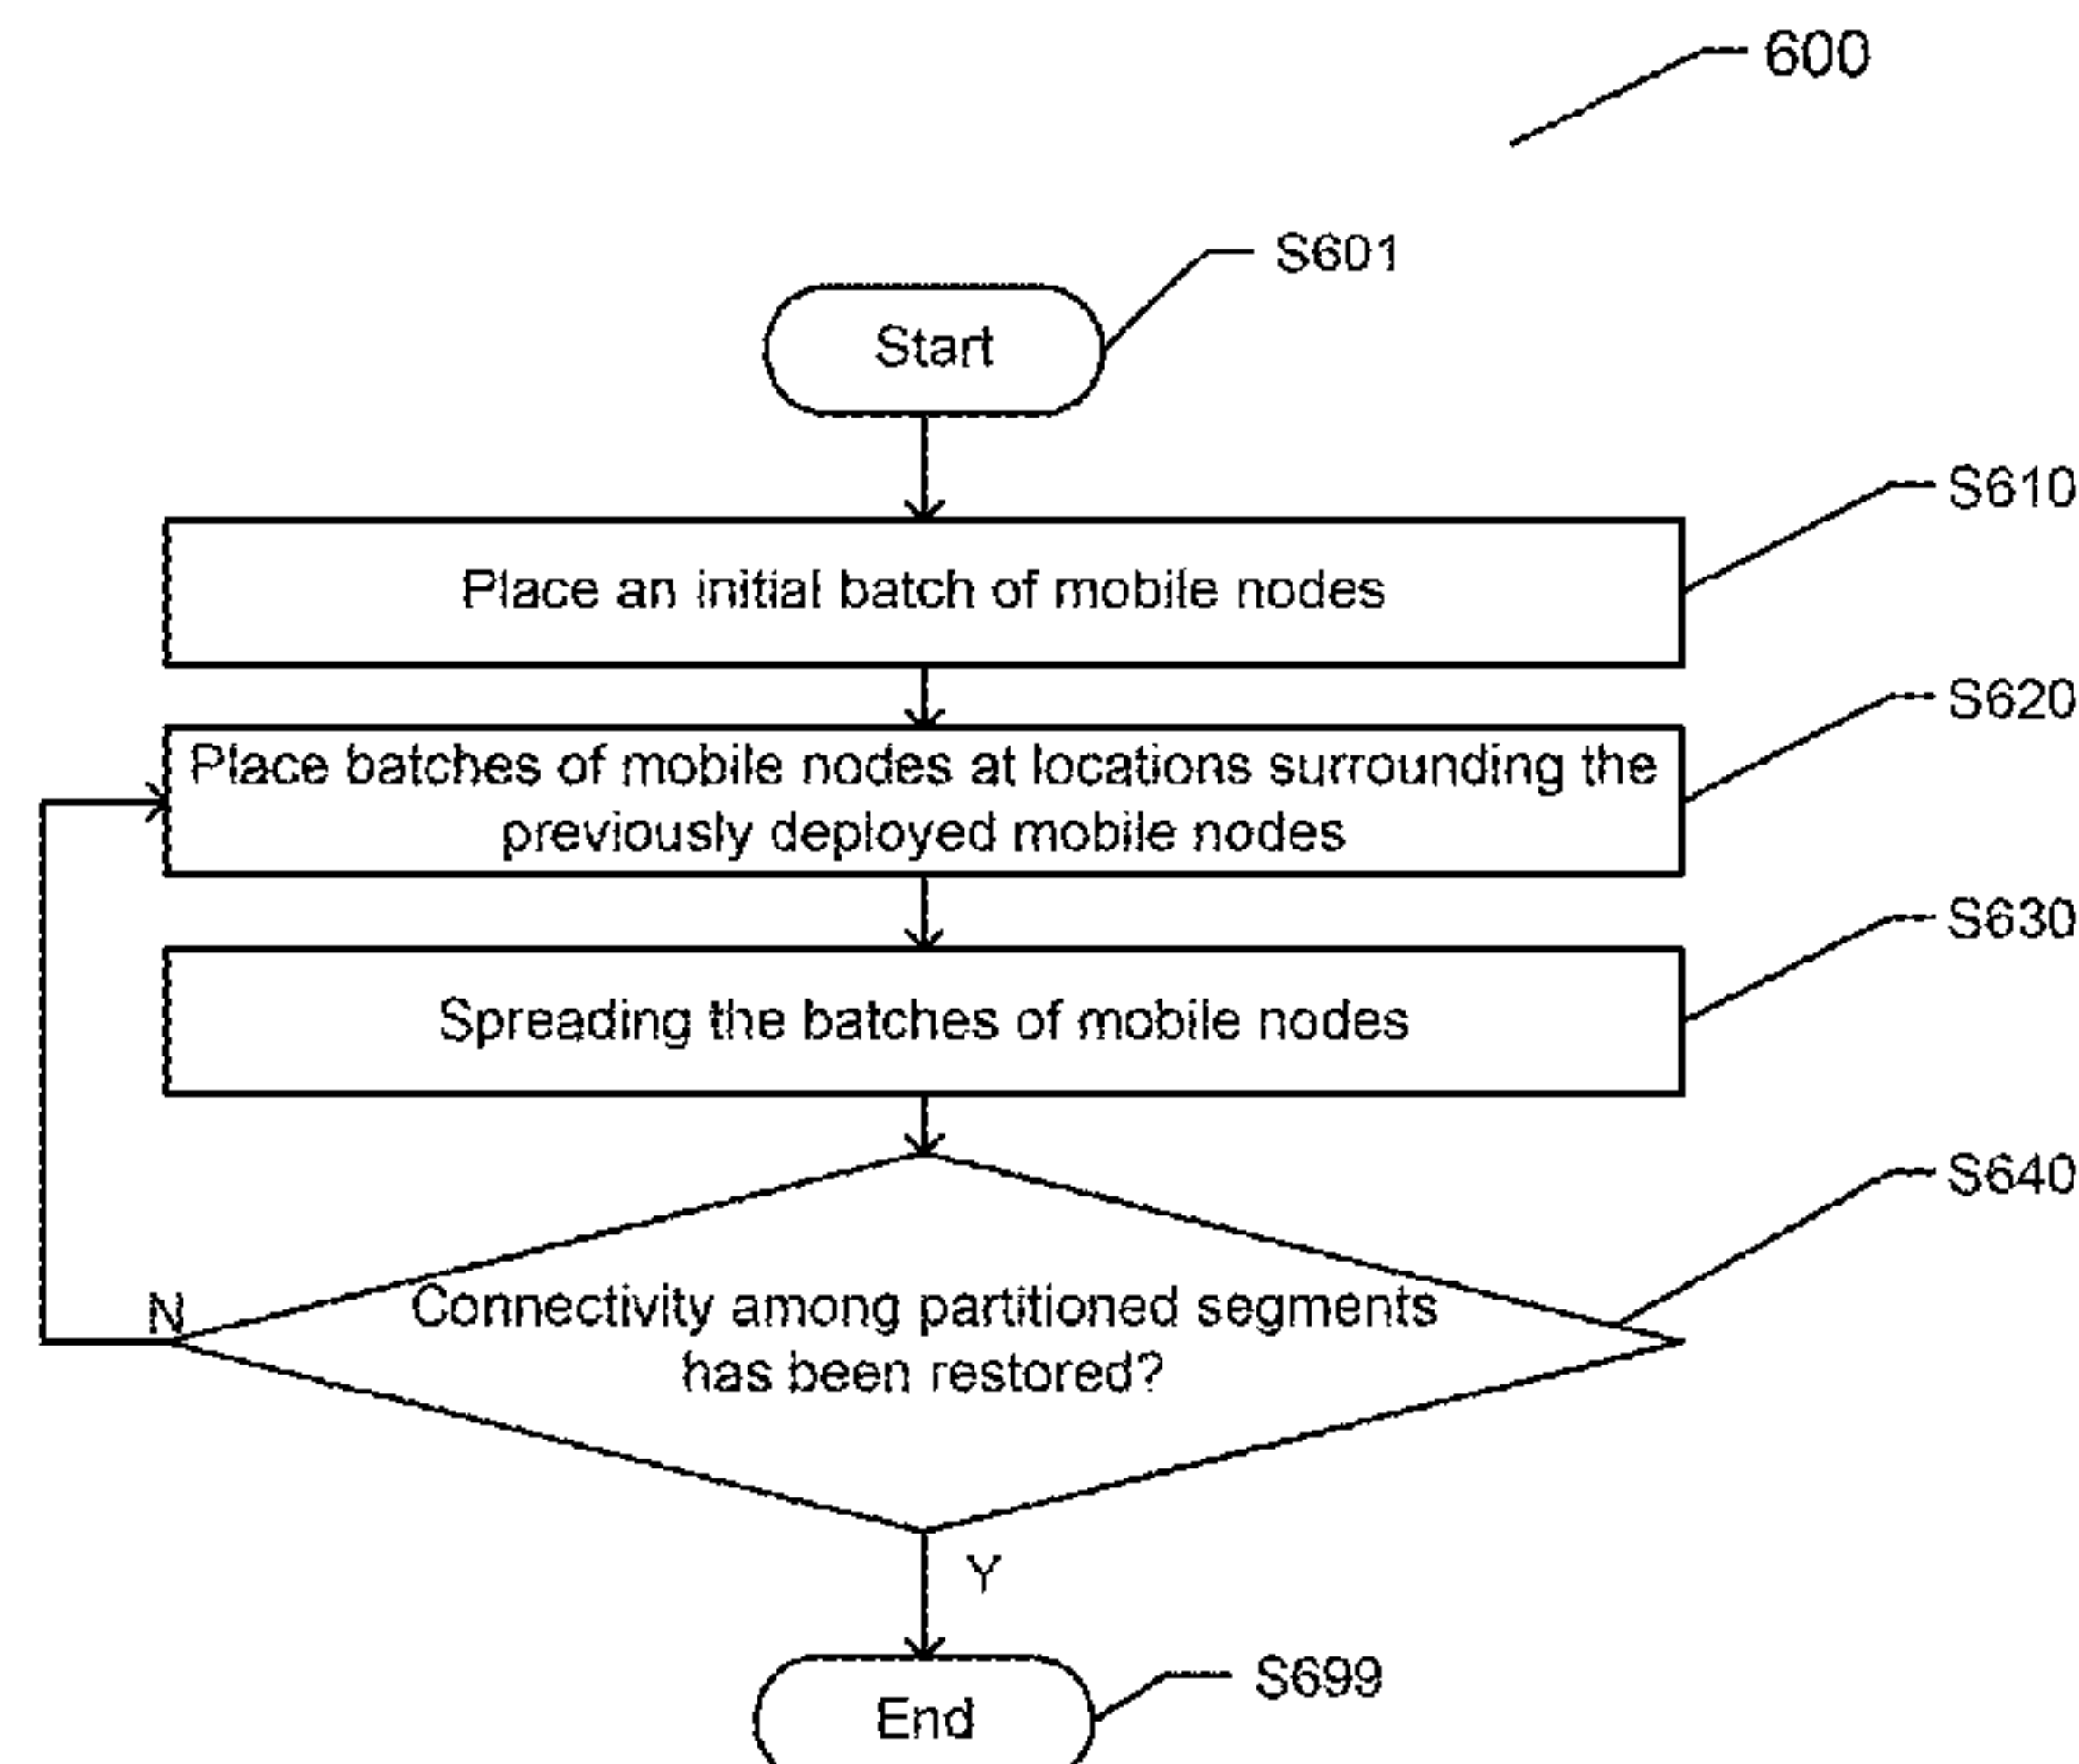 600
S601
Start
S610
Place an initial batch of mobile nodes
S620
Place batches of mobile nodes at locations surrounding the
previously deployed mobile nodes
S630
Spreading the batches of mobile nodes
S640
N
Connectivity among partitioned segments
has been restored?
Y
S699
End